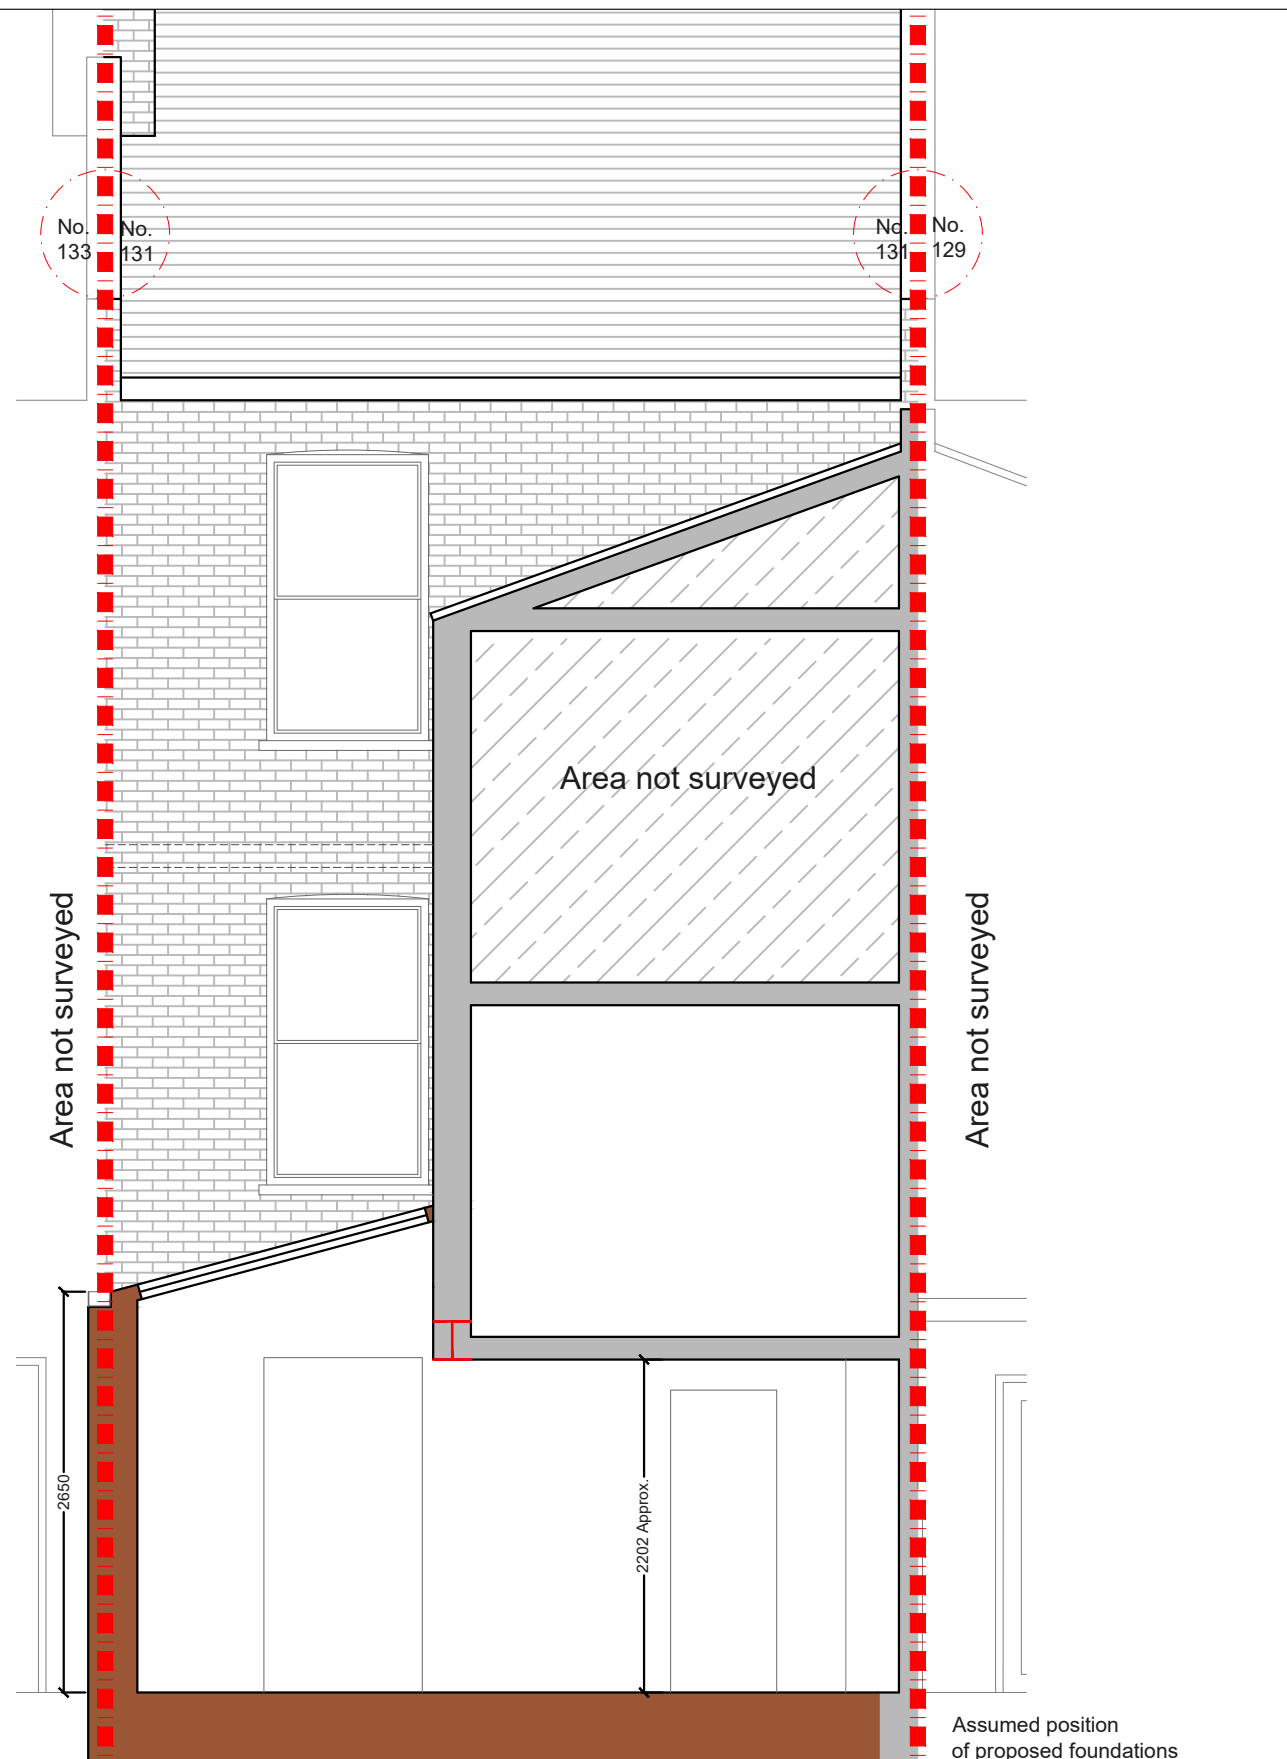 No.
133
No.
131
No.
131
No.
129
Area not surveyed
Area not surveyed
Area not surveyed
2650
2202 Approx.
Assumed position
of proposed foundations